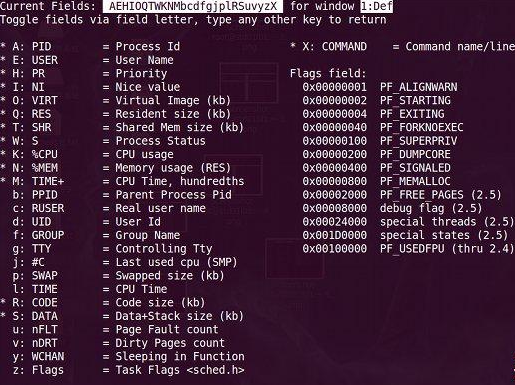 Current Fields: AEHIOQTWKNMbcdfgjplRSuvyzX for window 1:Def
Toggle fields via field letter, type any other key to return
* A: PID = Process Id * X: COMMAND = Command name/line
* E: USER = User Name
* H: PR = Priority Flags field:
* I: NI = Nice value 0x00000001 PF_ALIGNWARN
* O: VIRT = Virtual Image (kb) 0x00000002 PF_STARTING
* Q: RES = Resident size (kb) 0x00000004 PF_EXITING
* T: SHR = Shared Mem size (kb) 0x00000040 PF_FORKNOEXEC
* W: S = Process Status 0x00000100 PF_SUPERPRIV
* K: %CPU = CPU usage 0x00000200 PF_DUMPCORE
* N: %MEM = Memory usage (RES) 0x00000400 PF_SIGNALED
* M: TIME+ = CPU Time, hundredths 0x00000800 PF_MEMALLOC
b: PPID = Parent Process Pid 0x00002000 PF_FREE_PAGES (2.5)
c: RUSER = Real user name 0x00008000 debug flag (2.5)
d: UID = User Id 0x00024000 special threads (2.5)
f: GROUP = Group Name 0x001D0000 special states (2.5)
g: TTY = Controlling Tty 0x00100000 PF_USEDFPU (thru 2.4)
j: #C = Last used cpu (SMP)
p: SWAP = Swapped size (kb)
l: TIME = CPU Time
* R: CODE = Code size (kb)
* S: DATA = Data+Stack size (kb)
u: nFLT = Page Fault count
v: nDRT = Dirty Pages count
y: WCHAN = Sleeping in Function
z: Flags = Task Flags <sched.h>